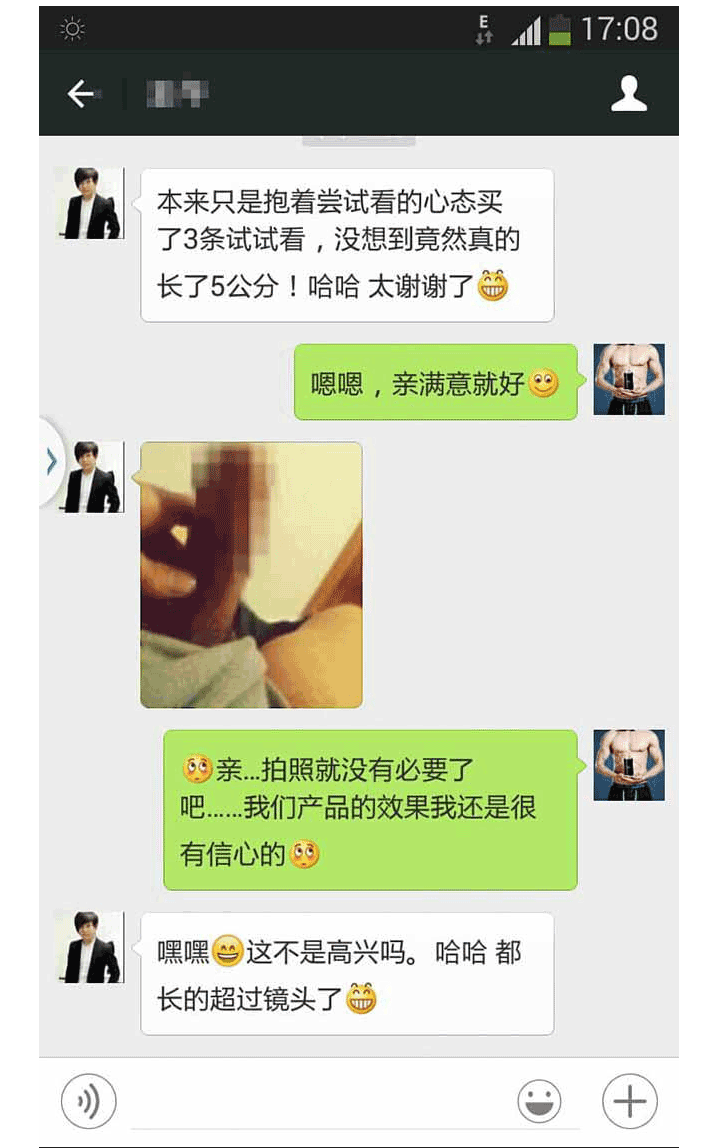 E
17:08
本来只是抱着尝试看的心态买
了3条试试看，没想到竟然真的
长了5公分！哈哈 太谢谢了
嗯嗯，亲满意就好
亲...拍照就没有必要了
吧......我们产品的效果我还是很
有信心的
嘿嘿这不是高兴吗。哈哈 都
长的超过镜头了